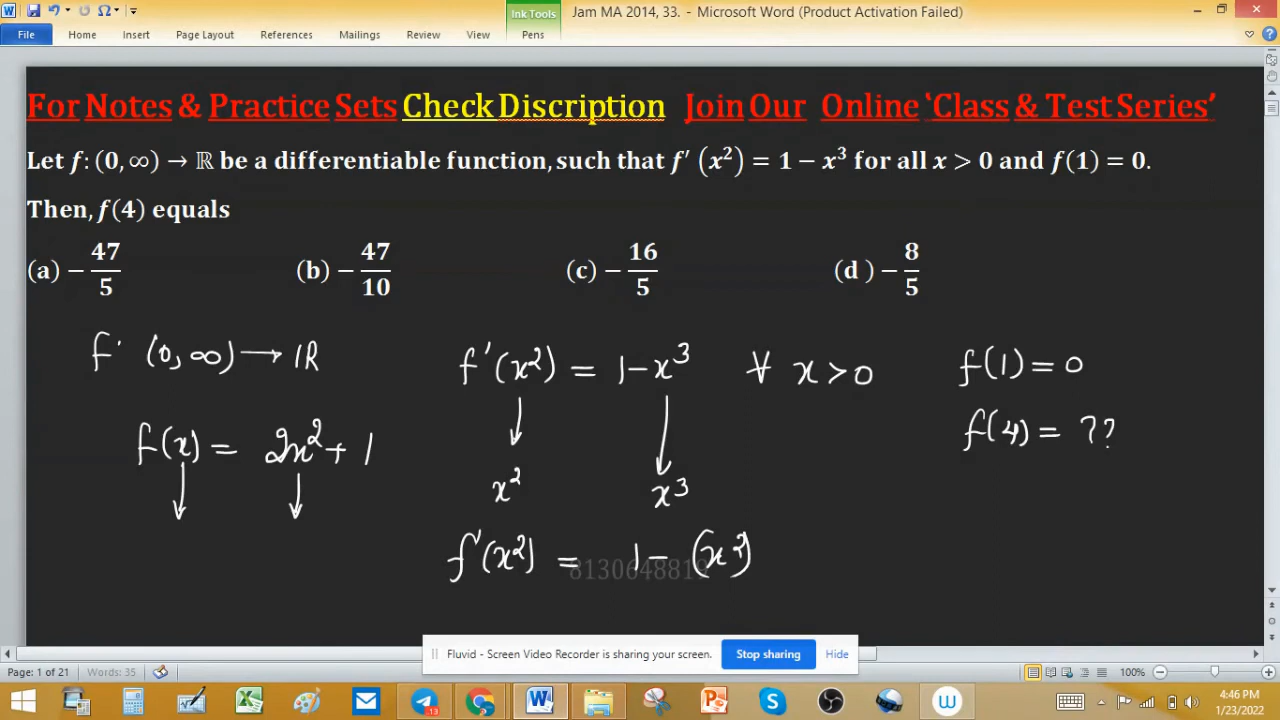 Jam MA 2014, 33. - Microsoft Word (Product Activation Failed)
Ink Tools
File Home Insert Page Layout References Mailings Review View Pens
For Notes & Practice Sets Check Discription Join Our Online 'Class & Test Series'
Let f: (0, ∞) → ℝ be a differentiable function, such that f′ (x²) = 1 − x³ for all x > 0 and f(1) = 0.
Then, f(4) equals
(a) − 47/5 (b) − 47/10 (c) − 16/5 (d ) − 8/5
f: (0, ∞) → IR f′(x²) = 1−x³ ∀ x > 0 f(1) = 0
f(x) = 2x² + 1 f(4) = ??
x² x³
f′(x²) = 1 − (x²)
8130648819
Fluvid - Screen Video Recorder is sharing your screen. Stop sharing Hide
Page: 1 of 21 Words: 35 100%
13
4:46 PM
1/23/2022